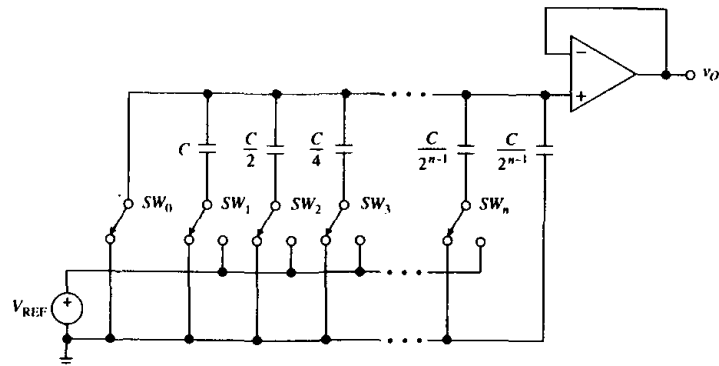 −
+
v_O
C
C/2
C/4
C/2^{n-1}
C/2^{n-1}
SW_0
SW_1
SW_2
SW_3
SW_n
V_REF
+